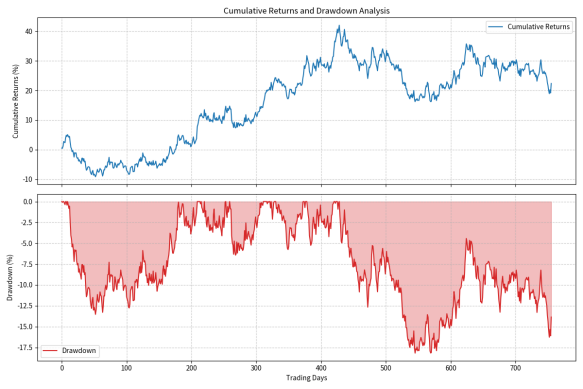 Cumulative Returns and Drawdown Analysis
Cumulative Returns
Cumulative Returns (%)
40
30
20
10
0
-10
Drawdown (%)
0.0
-2.5
-5.0
-7.5
-10.0
-12.5
-15.0
-17.5
Drawdown
0 100 200 300 400 500 600 700
Trading Days